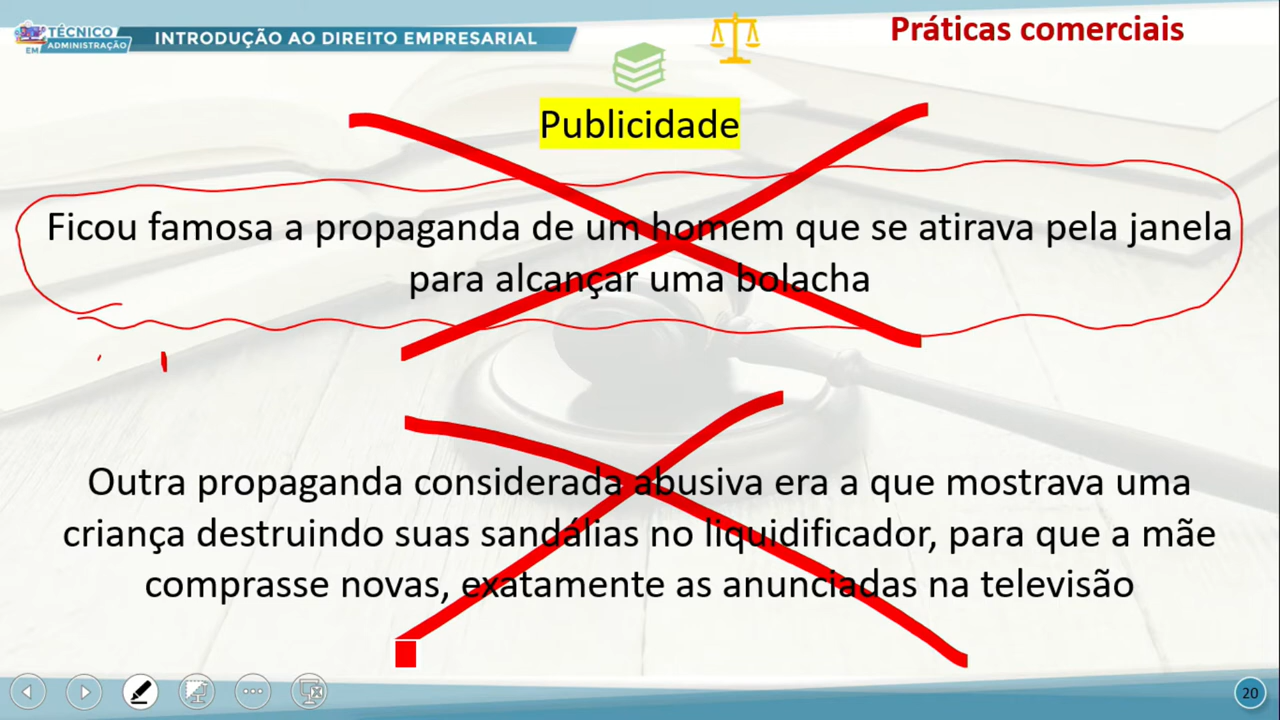 TÉCNICO
EM ADMINISTRAÇÃO
INTRODUÇÃO AO DIREITO EMPRESARIAL
Práticas comerciais
Publicidade
Ficou famosa a propaganda de um homem que se atirava pela janela
para alcançar uma bolacha
Outra propaganda considerada abusiva era a que mostrava uma
criança destruindo suas sandálias no liquidificador, para que a mãe
comprasse novas, exatamente as anunciadas na televisão
20